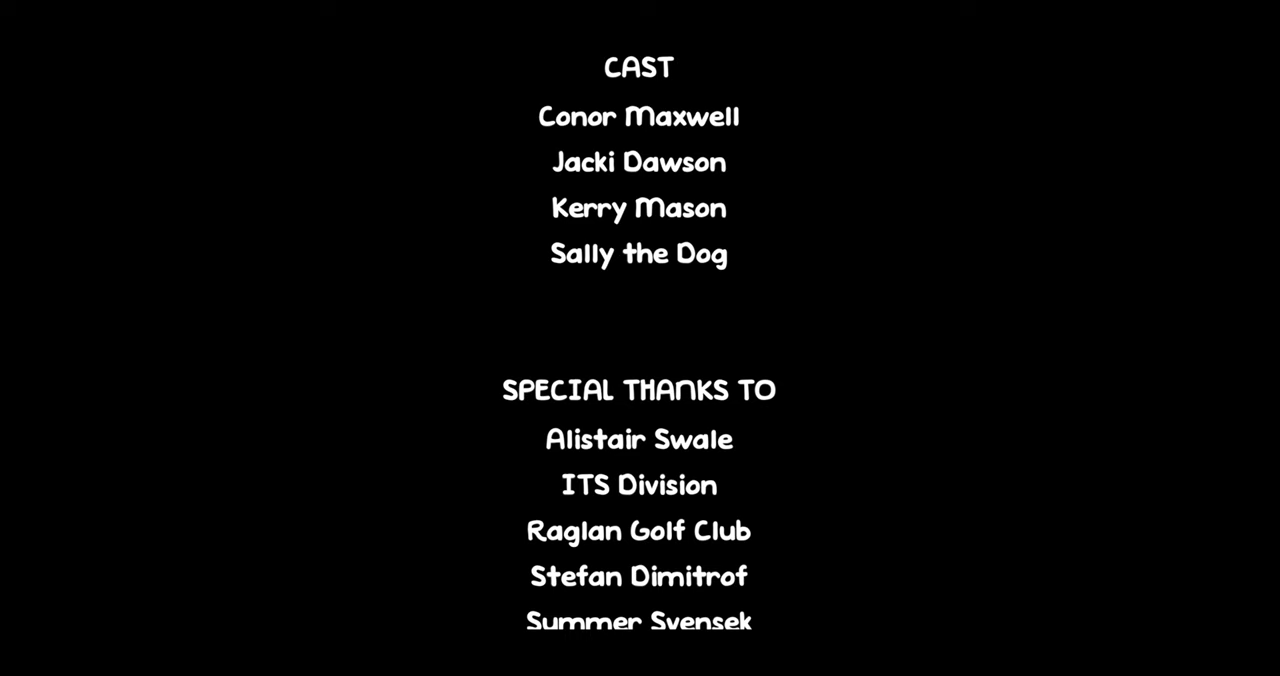 CAST
Conor Maxwell
Jacki Dawson
Kerry Mason
Sally the Dog
SPECIAL THANKS TO
Alistair Swale
ITS Division
Raglan Golf Club
Stefan Dimitrof
Summer Svensek